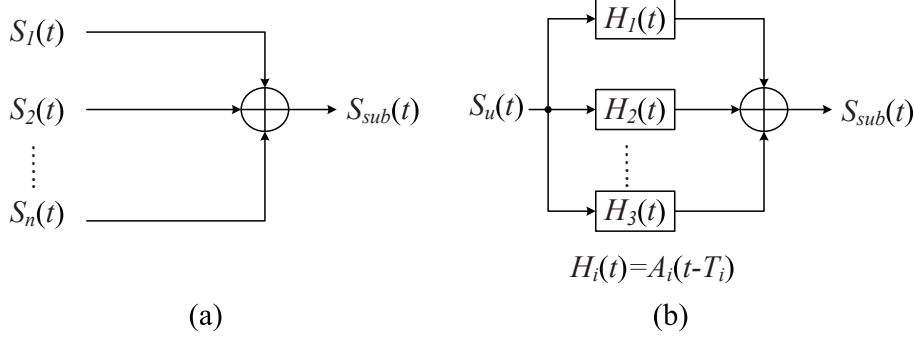 S1(t)
S2(t)
Sn(t)
Ssub(t)
(a)
Su(t)
H1(t)
H2(t)
H3(t)
Ssub(t)
Hi(t)=Ai(t-Ti)
(b)